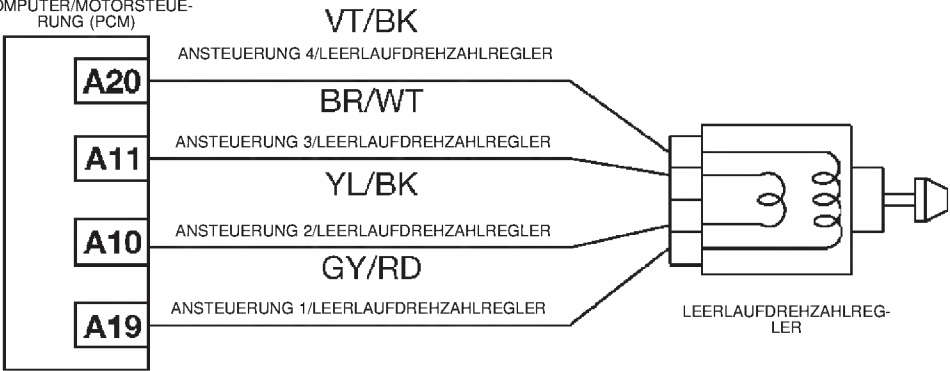 OMPUTER/MOTORSTEUE-
RUNG (PCM)
VT/BK
ANSTEUERUNG 4/LEERLAUFDREHZAHLREGLER
A20
BR/WT
ANSTEUERUNG 3/LEERLAUFDREHZAHLREGLER
A11
YL/BK
ANSTEUERUNG 2/LEERLAUFDREHZAHLREGLER
A10
GY/RD
ANSTEUERUNG 1/LEERLAUFDREHZAHLREGLER
A19
LEERLAUFDREHZAHLREG-
LER